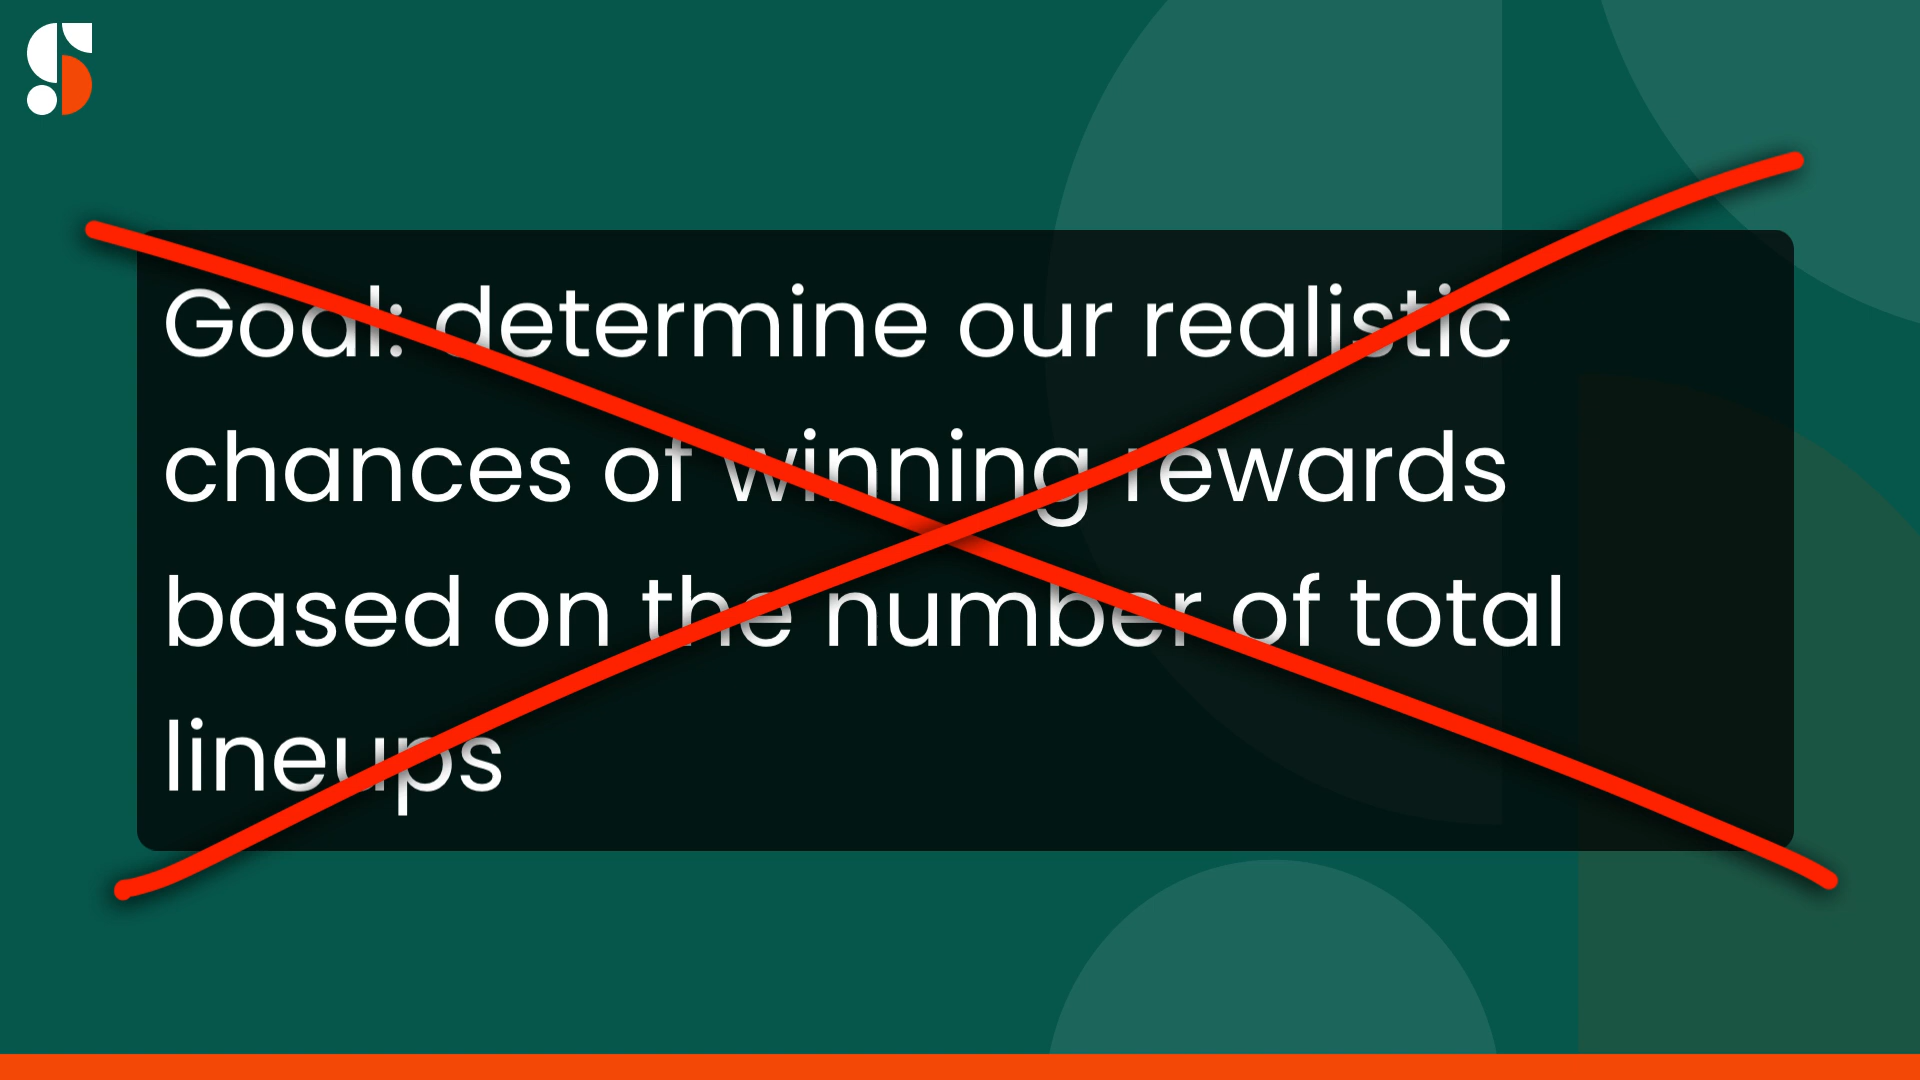 Goal: determine our realistic
chances of winning rewards
based on the number of total
lineups